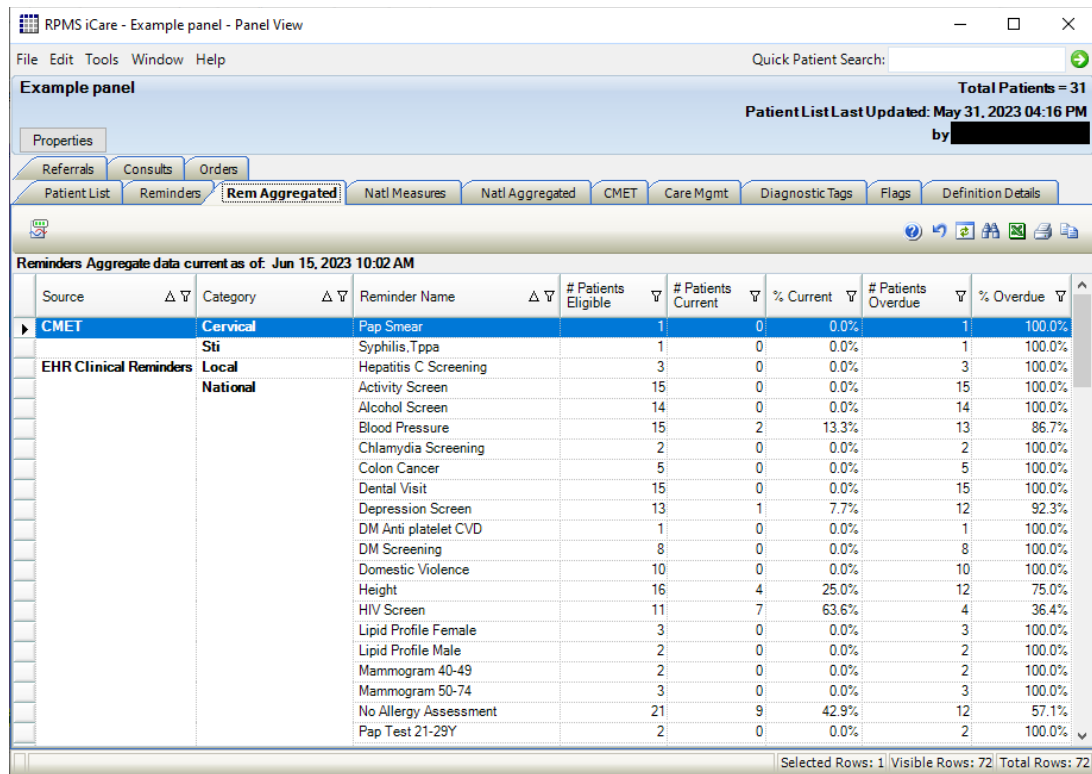 RPMS iCare - Example panel - Panel View
File Edit Tools Window Help Quick Patient Search:
Example panel Total Patients = 31
Patient List Last Updated: May 31, 2023 04:16 PM
Properties by
Referrals Consults Orders
Patient List Reminders Rem Aggregated Natl Measures Natl Aggregated CMET Care Mgmt Diagnostic Tags Flags Definition Details
Reminders Aggregate data current as of: Jun 15, 2023 10:02 AM
Source Category Reminder Name # Patients Eligible # Patients Current % Current # Patients Overdue % Overdue
CMET Cervical Pap Smear 1 0 0.0% 1 100.0%
Sti Syphilis,Tppa 1 0 0.0% 1 100.0%
EHR Clinical Reminders Local Hepatitis C Screening 3 0 0.0% 3 100.0%
National Activity Screen 15 0 0.0% 15 100.0%
Alcohol Screen 14 0 0.0% 14 100.0%
Blood Pressure 15 2 13.3% 13 86.7%
Chlamydia Screening 2 0 0.0% 2 100.0%
Colon Cancer 5 0 0.0% 5 100.0%
Dental Visit 15 0 0.0% 15 100.0%
Depression Screen 13 1 7.7% 12 92.3%
DM Anti platelet CVD 1 0 0.0% 1 100.0%
DM Screening 8 0 0.0% 8 100.0%
Domestic Violence 10 0 0.0% 10 100.0%
Height 16 4 25.0% 12 75.0%
HIV Screen 11 7 63.6% 4 36.4%
Lipid Profile Female 3 0 0.0% 3 100.0%
Lipid Profile Male 2 0 0.0% 2 100.0%
Mammogram 40-49 2 0 0.0% 2 100.0%
Mammogram 50-74 3 0 0.0% 3 100.0%
No Allergy Assessment 21 9 42.9% 12 57.1%
Pap Test 21-29Y 2 0 0.0% 2 100.0%
Selected Rows: 1 Visible Rows: 72 Total Rows: 72